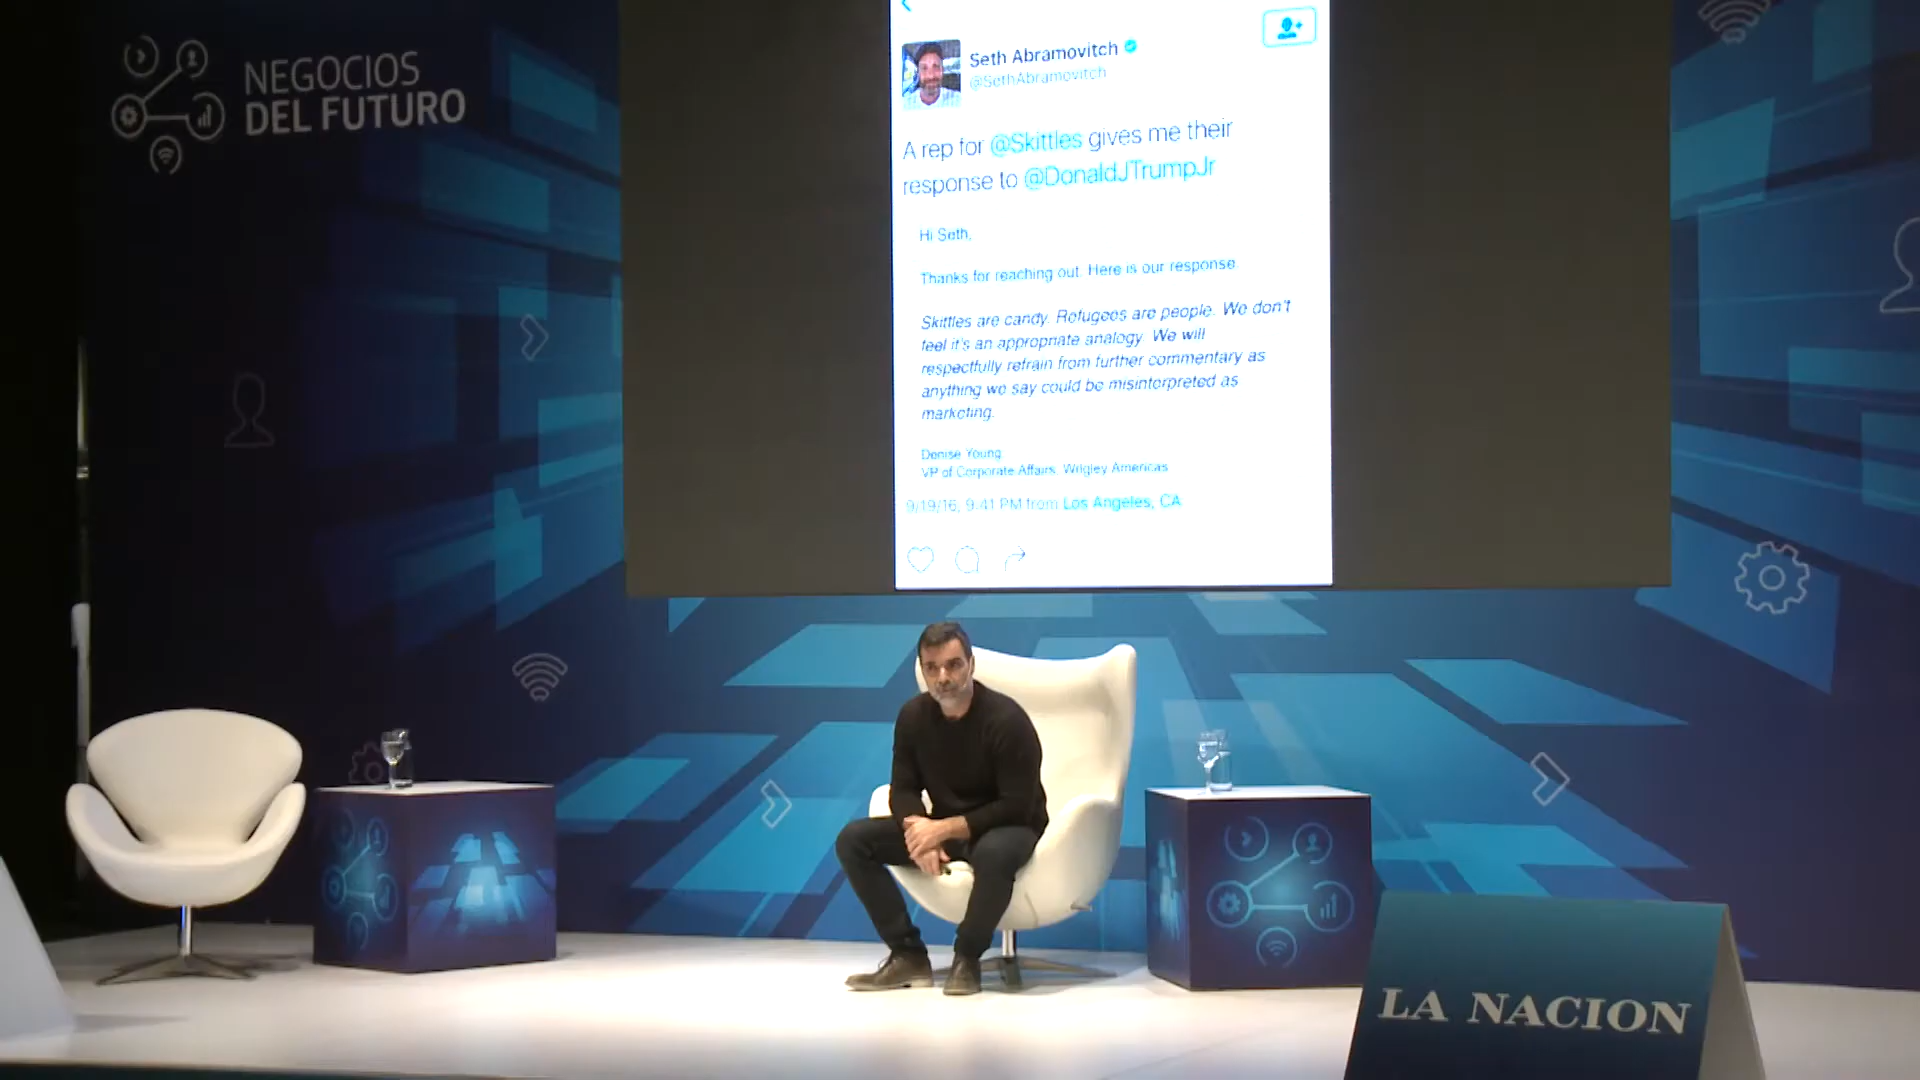 NEGOCIOS
DEL FUTURO
Seth Abramovitch
@SethAbramovitch
A rep for @Skittles gives me their
response to @DonaldJTrumpJr
Hi Seth,
Thanks for reaching out. Here is our response.
Skittles are candy. Refugees are people. We don't
feel it's an appropriate analogy. We will
respectfully refrain from further commentary as
anything we say could be misinterpreted as
marketing.
Denise Young
VP of Corporate Affairs, Wrigley Americas
9/19/16, 9:41 PM from Los Angeles, CA
LA NACION